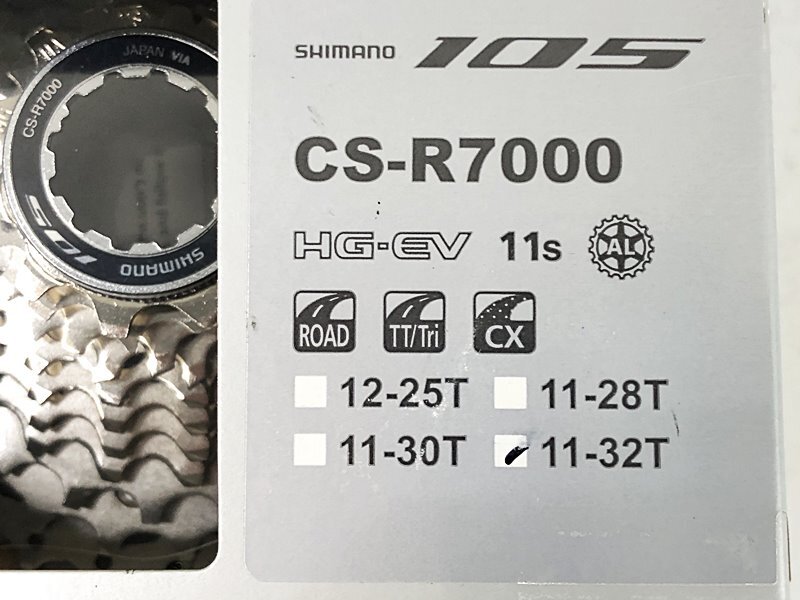 SHIMANO 105
CS-R7000
HG-EV 11s AL
ROAD TT/Tri CX
12-25T 11-28T
11-30T 11-32T
JAPAN VIA
CS-R7000
105
SHIMANO